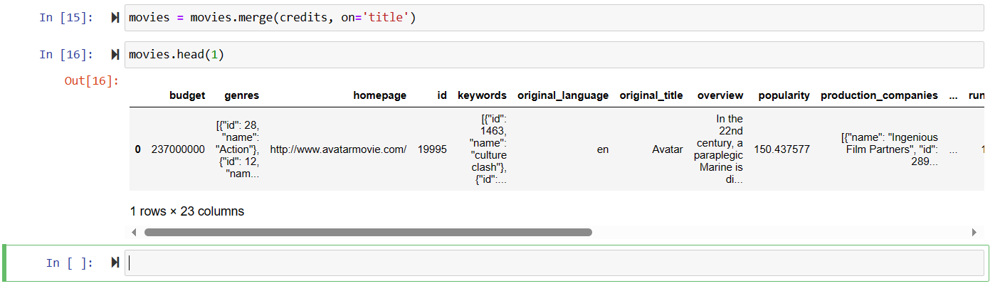 In [15]: movies = movies.merge(credits, on='title')
In [16]: movies.head(1)
Out[16]:
budget genres homepage id keywords original_language original_title overview popularity production_companies ... run
0 237000000 [{"id": 28, "name": "Action"}, {"id": 12, "nam... http://www.avatarmovie.com/ 19995 [{"id": 1463, "name": "culture clash"}, {"id":... en Avatar In the 22nd century, a paraplegic Marine is di... 150.437577 [{"name": "Ingenious Film Partners", "id": 289... ... 1
1 rows × 23 columns
In [ ]: